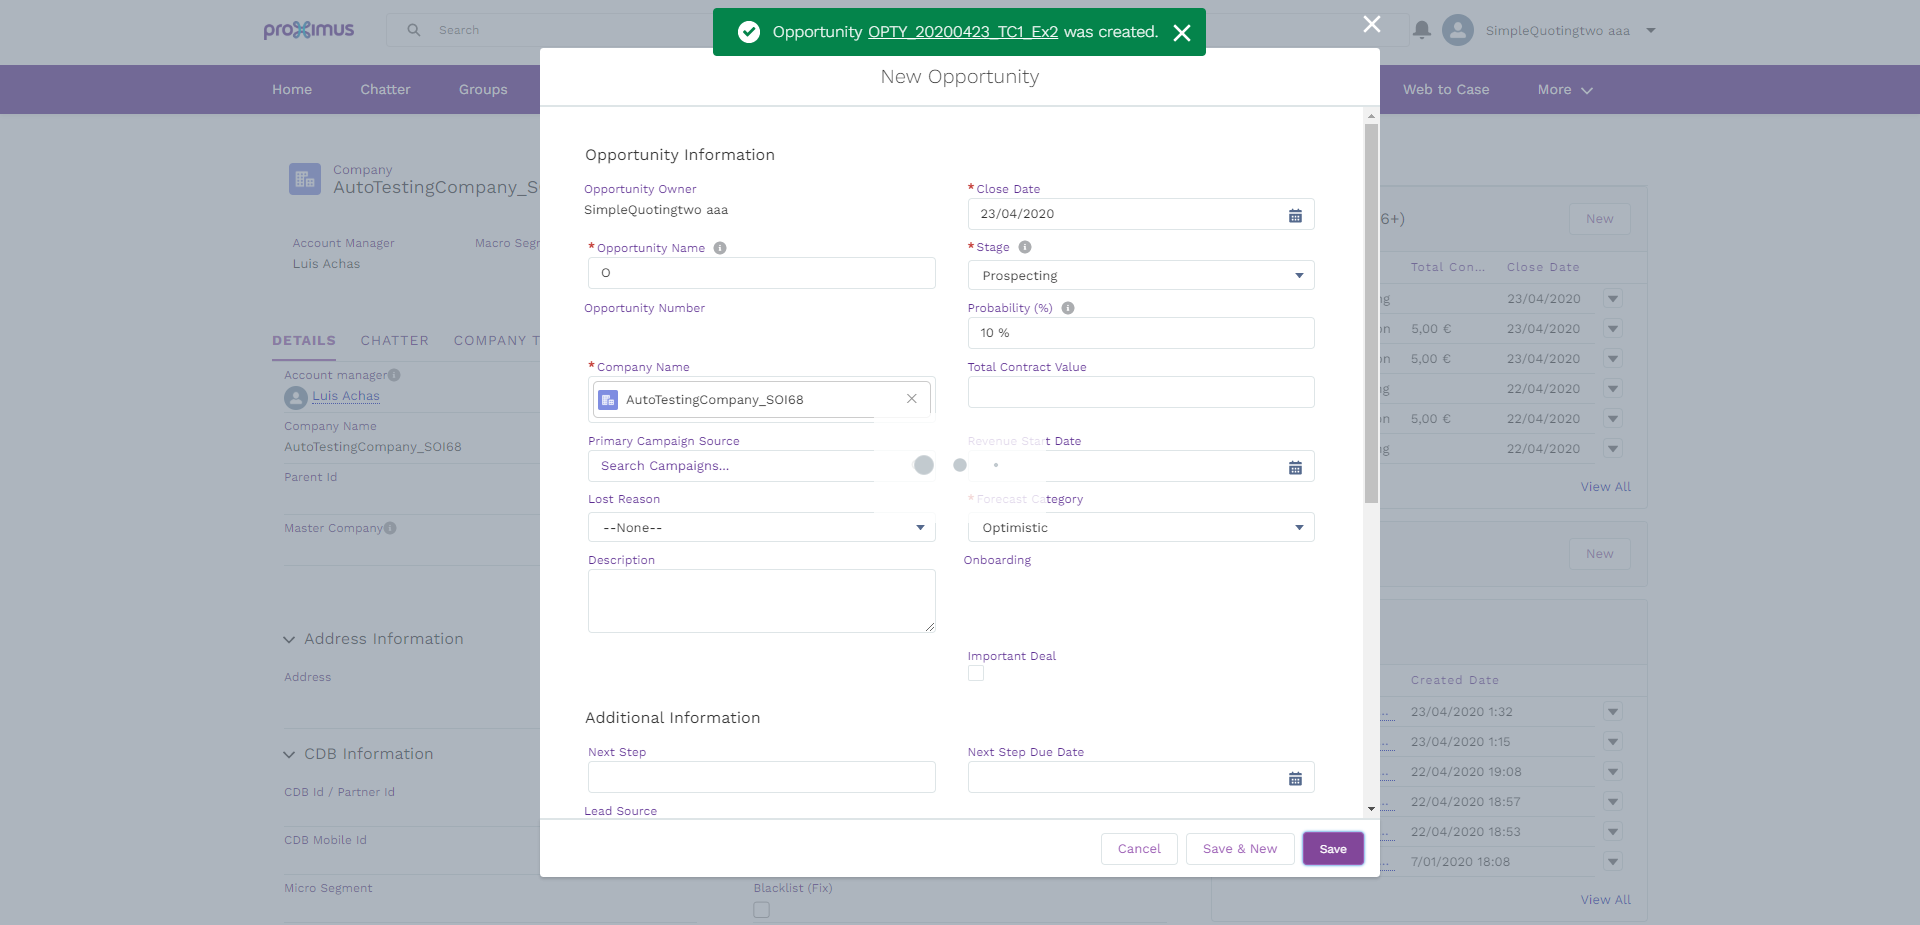 proximus
Search
Opportunity OPTY_20200423_TC1_Ex2 was created.
SimpleQuotingtwo aaa
New Opportunity
Home
Chatter
Groups
Web to Case
More
Company
AutoTestingCompany_S
Account Manager
Luis Achas
Macro Segr
DETAILS
CHATTER
COMPANY T
Account manager
Luis Achas
Company Name
AutoTestingCompany_SOI68
Parent Id
Master Company
Address Information
Address
CDB Information
CDB Id / Partner Id
CDB Mobile Id
Micro Segment
Blacklist (Fix)
Opportunity Information
Opportunity Owner
SimpleQuotingtwo aaa
*Close Date
23/04/2020
*Opportunity Name
O
*Stage
Prospecting
Opportunity Number
Probability (%)
10 %
*Company Name
AutoTestingCompany_SOI68
Total Contract Value
Primary Campaign Source
Search Campaigns...
Revenue Start Date
Lost Reason
--None--
*Forecast Category
Optimistic
Description
Onboarding
Important Deal
Additional Information
Next Step
Next Step Due Date
Lead Source
Cancel
Save & New
Save
6+)
New
Total Con...
Close Date
ng
23/04/2020
on
5,00 €
23/04/2020
on
5,00 €
23/04/2020
ng
22/04/2020
on
5,00 €
22/04/2020
ng
22/04/2020
View All
New
Created Date
...
23/04/2020 1:32
...
23/04/2020 1:15
...
22/04/2020 19:08
...
22/04/2020 18:57
...
22/04/2020 18:53
...
7/01/2020 18:08
View All